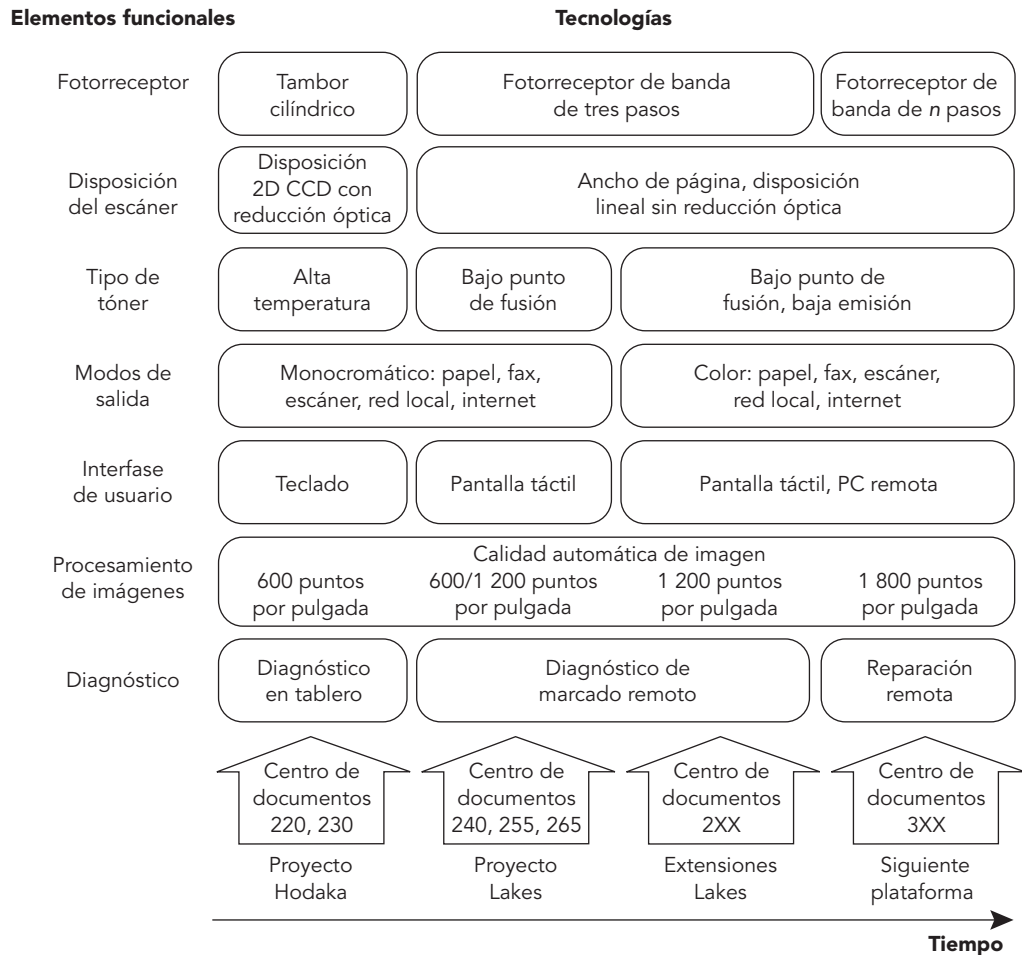 Elementos funcionales
Tecnologías
Fotorreceptor
Tambor
cilíndrico
Fotorreceptor de banda
de tres pasos
Fotorreceptor de
banda de n pasos
Disposición
del escáner
Disposición
2D CCD con
reducción óptica
Ancho de página, disposición
lineal sin reducción óptica
Tipo de
tóner
Alta
temperatura
Bajo punto
de fusión
Bajo punto de
fusión, baja emisión
Modos de
salida
Monocromático: papel, fax,
escáner, red local, internet
Color: papel, fax, escáner,
red local, internet
Interfase
de usuario
Teclado
Pantalla táctil
Pantalla táctil, PC remota
Procesamiento
de imágenes
Calidad automática de imagen
600 puntos
por pulgada
600/1 200 puntos
por pulgada
1 200 puntos
por pulgada
1 800 puntos
por pulgada
Diagnóstico
Diagnóstico
en tablero
Diagnóstico de
marcado remoto
Reparación
remota
Centro de
documentos
220, 230
Centro de
documentos
240, 255, 265
Centro de
documentos
2XX
Centro de
documentos
3XX
Proyecto
Hodaka
Proyecto
Lakes
Extensiones
Lakes
Siguiente
plataforma
Tiempo